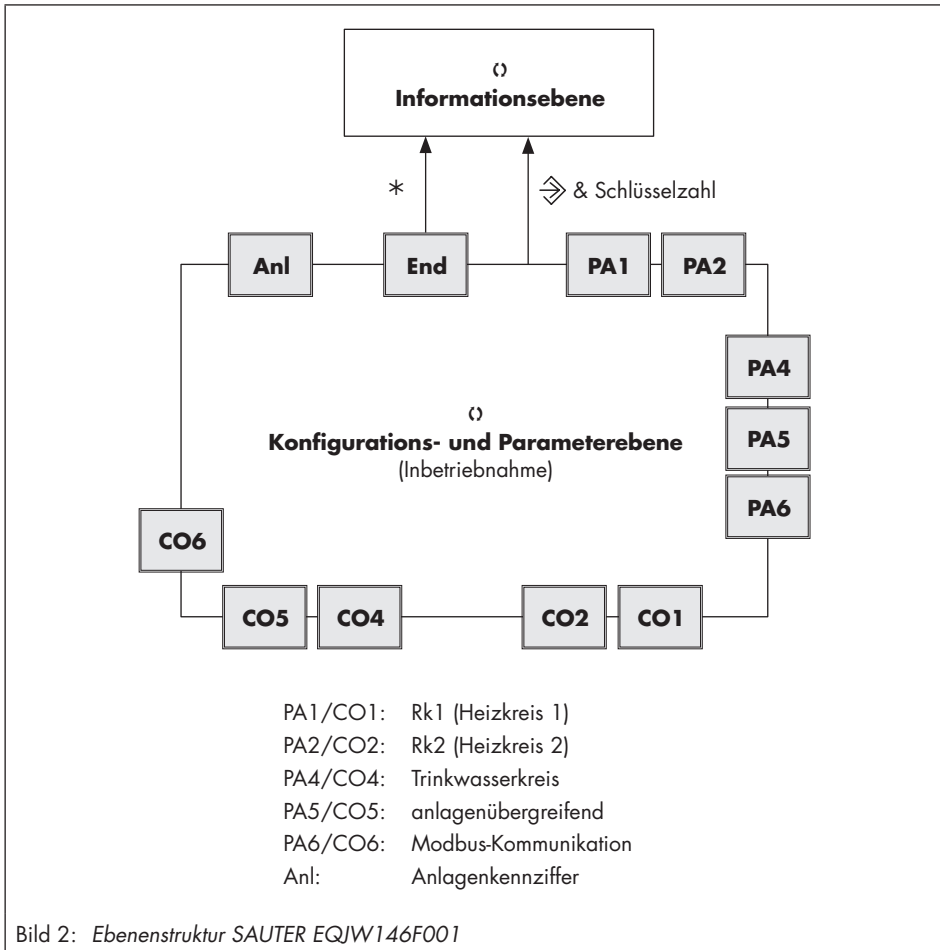 Informationsebene
* & Schlüsselzahl
Anl End PA1 PA2
PA4
Konfigurations- und Parameterebene
(Inbetriebnahme)
PA5
PA6
CO6
CO5 CO4 CO2 CO1
PA1/CO1: Rk1 (Heizkreis 1)
PA2/CO2: Rk2 (Heizkreis 2)
PA4/CO4: Trinkwasserkreis
PA5/CO5: anlagenübergreifend
PA6/CO6: Modbus-Kommunikation
Anl: Anlagenkennziffer
Bild 2: Ebenenstruktur SAUTER EQJW146F001